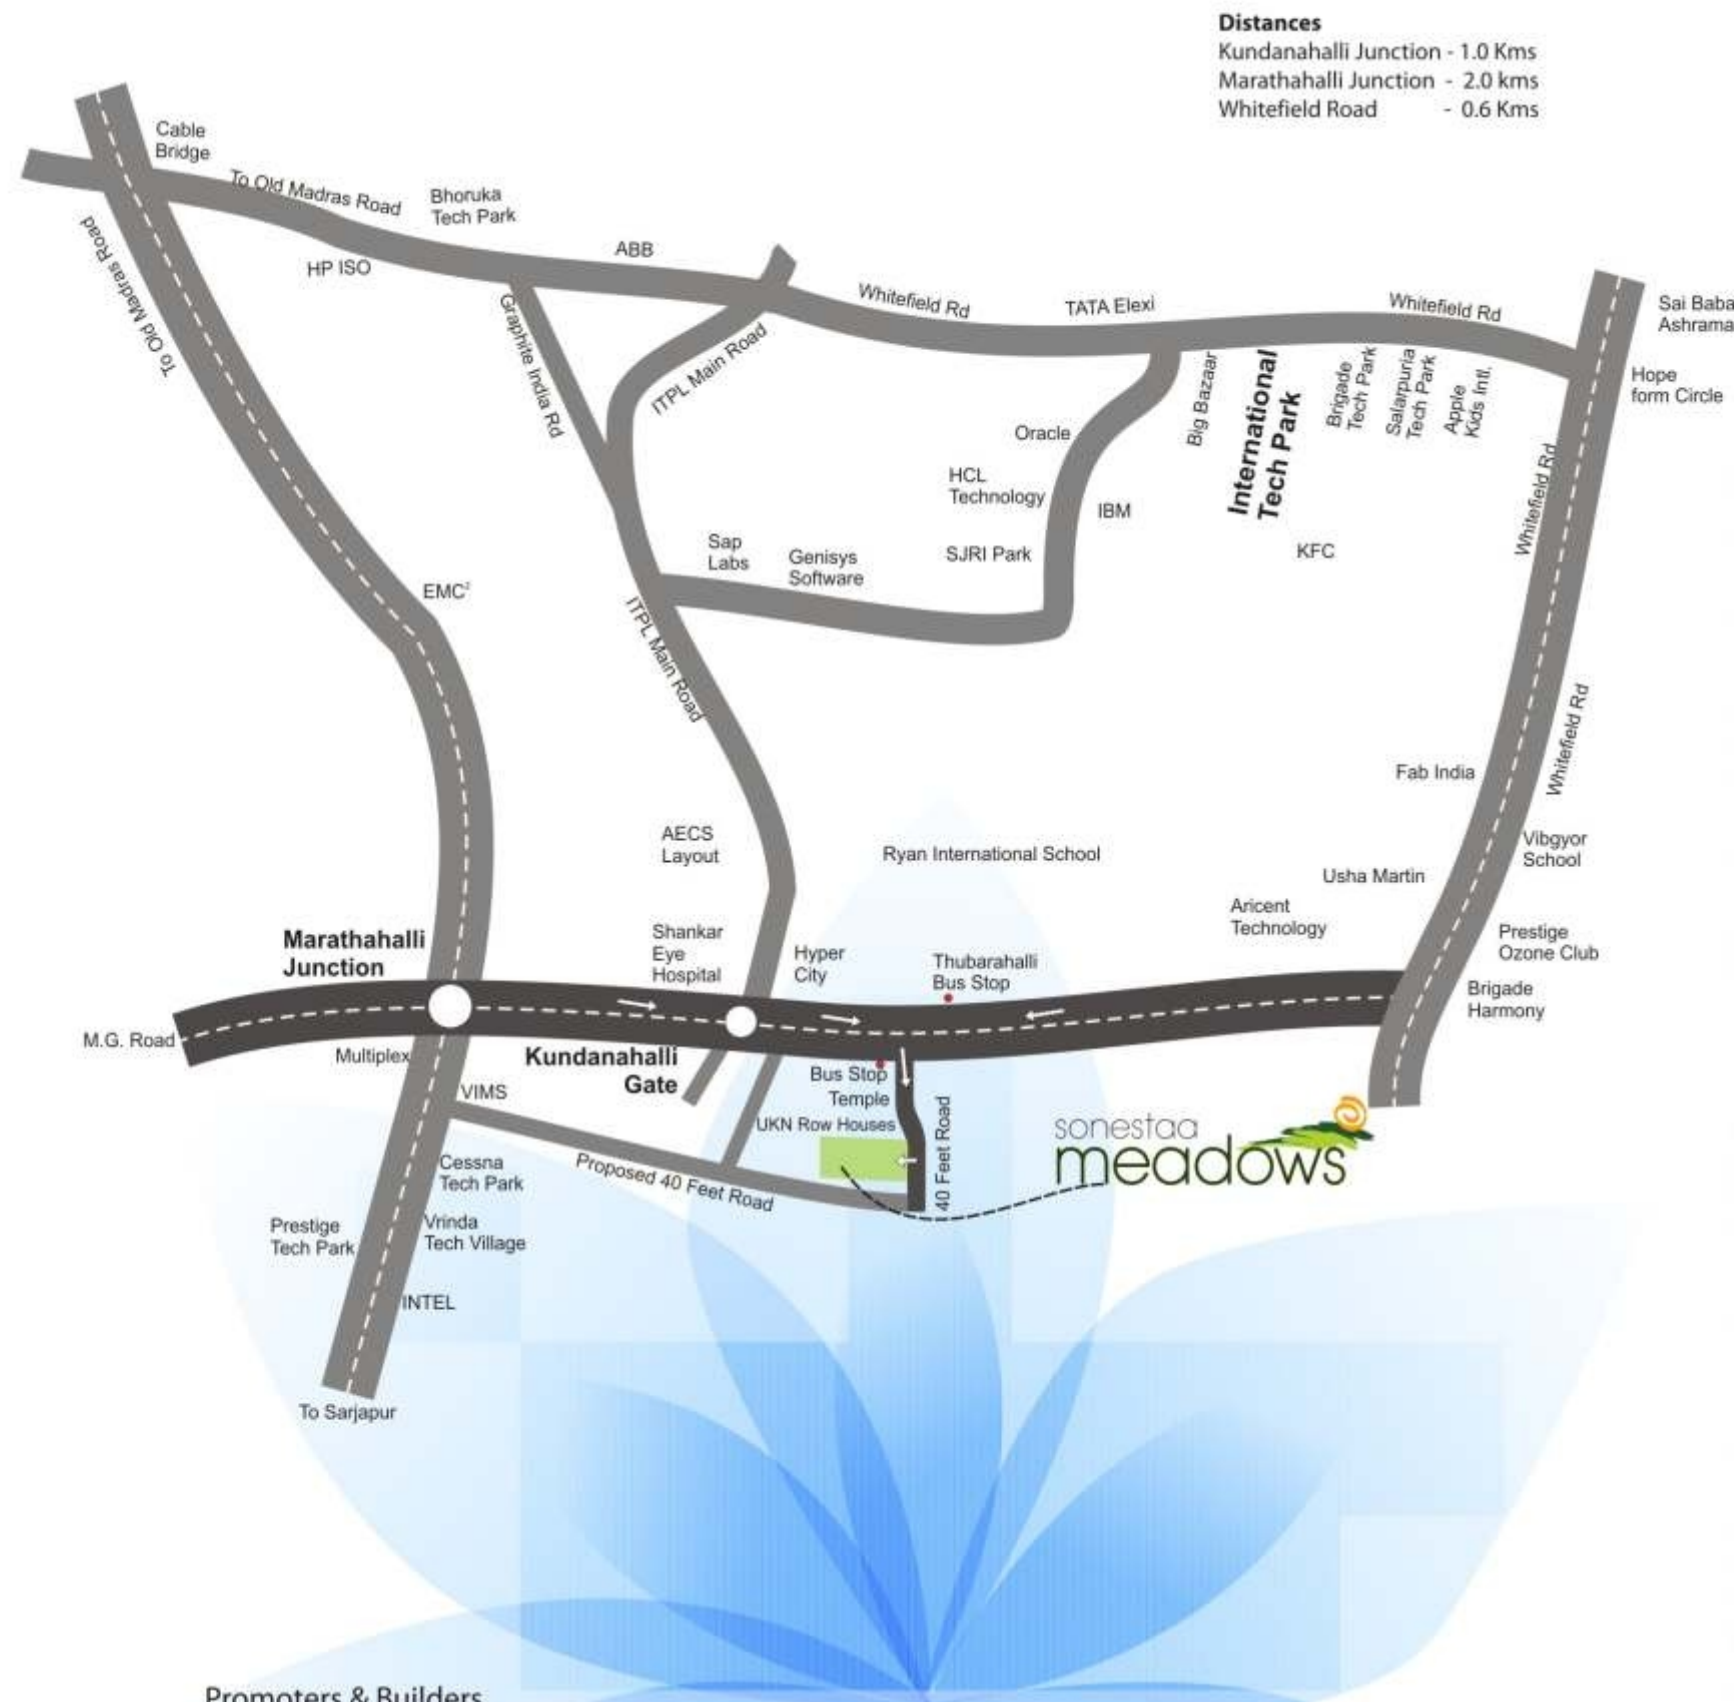 Distances
Kundanahalli Junction - 1.0 Kms
Marathahalli Junction - 2.0 kms
Whitefield Road - 0.6 Kms
Cable
Bridge
To Old Madras Road
Bhoruka
Tech Park
To Old Madras Road
HP ISO
ABB
Graphite India Rd
ITPL Main Road
Whitefield Rd
TATA Elexi
Whitefield Rd
Sai Baba
Ashrama
Hope
form Circle
Big Bazaar
International
Tech Park
Brigade
Tech Park
Salarpuria
Tech Park
Apple
Kids Intl.
Whitefield Rd
Oracle
HCL
Technology
IBM
SJRI Park
KFC
Sap
Labs
Genisys
Software
EMC²
ITPL Main Road
Whitefield Rd
Fab India
AECS
Layout
Ryan International School
Vibgyor
School
Usha Martin
Aricent
Technology
Prestige
Ozone Club
Marathahalli
Junction
Shankar
Eye
Hospital
Hyper
City
Thubarahalli
Bus Stop
Brigade
Harmony
M.G. Road
Multiplex
Kundanahalli
Gate
Bus Stop
Temple
UKN Row Houses
VIMS
40 Feet Road
sonestaa
meadows
Cessna
Tech Park
Proposed 40 Feet Road
Prestige
Tech Park
Vrinda
Tech Village
INTEL
To Sarjapur
Promoters & Builders